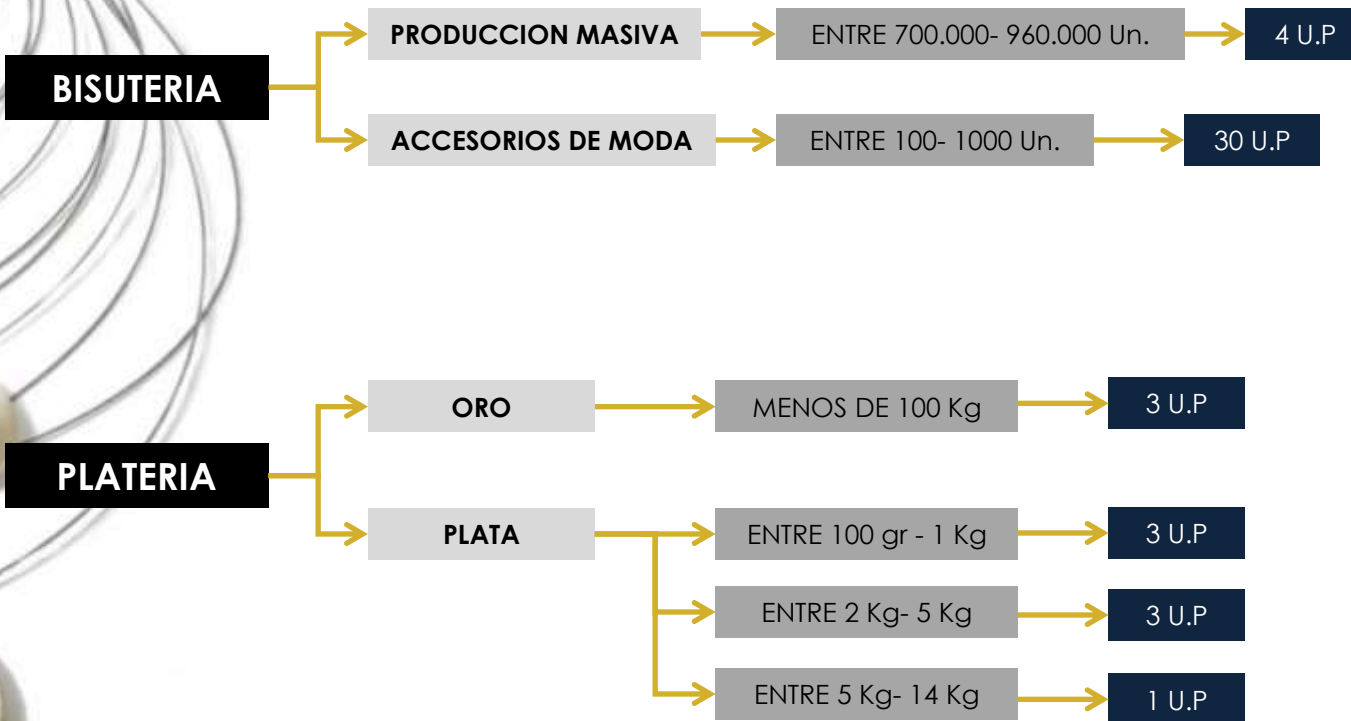 BISUTERIA
PRODUCCION MASIVA
ENTRE 700.000- 960.000 Un.
4 U.P
ACCESORIOS DE MODA
ENTRE 100- 1000 Un.
30 U.P
PLATERIA
ORO
MENOS DE 100 Kg
3 U.P
PLATA
ENTRE 100 gr - 1 Kg
3 U.P
ENTRE 2 Kg- 5 Kg
3 U.P
ENTRE 5 Kg- 14 Kg
1 U.P